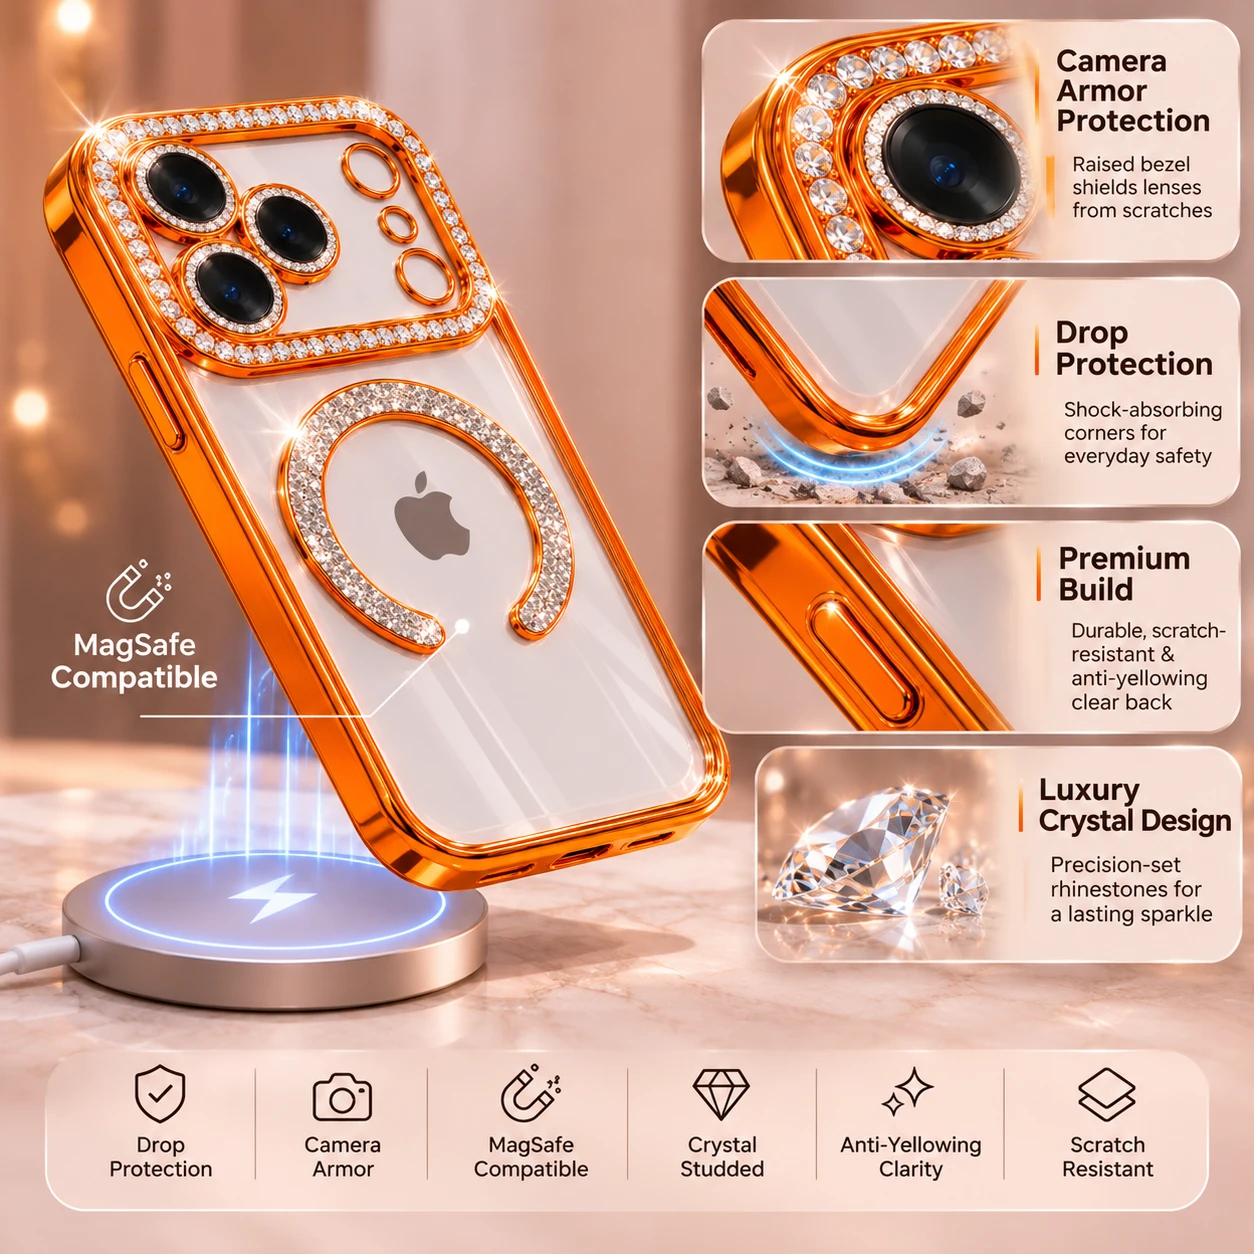 Camera
Armor
Protection
Raised bezel
shields lenses
from scratches
Drop
Protection
Shock-absorbing
corners for
everyday safety
MagSafe
Compatible
Premium
Build
Durable, scratch-
resistant &
anti-yellowing
clear back
Luxury
Crystal Design
Precision-set
rhinestones for
a lasting sparkle
Drop
Protection
Camera
Armor
MagSafe
Compatible
Crystal
Studded
Anti-Yellowing
Clarity
Scratch
Resistant